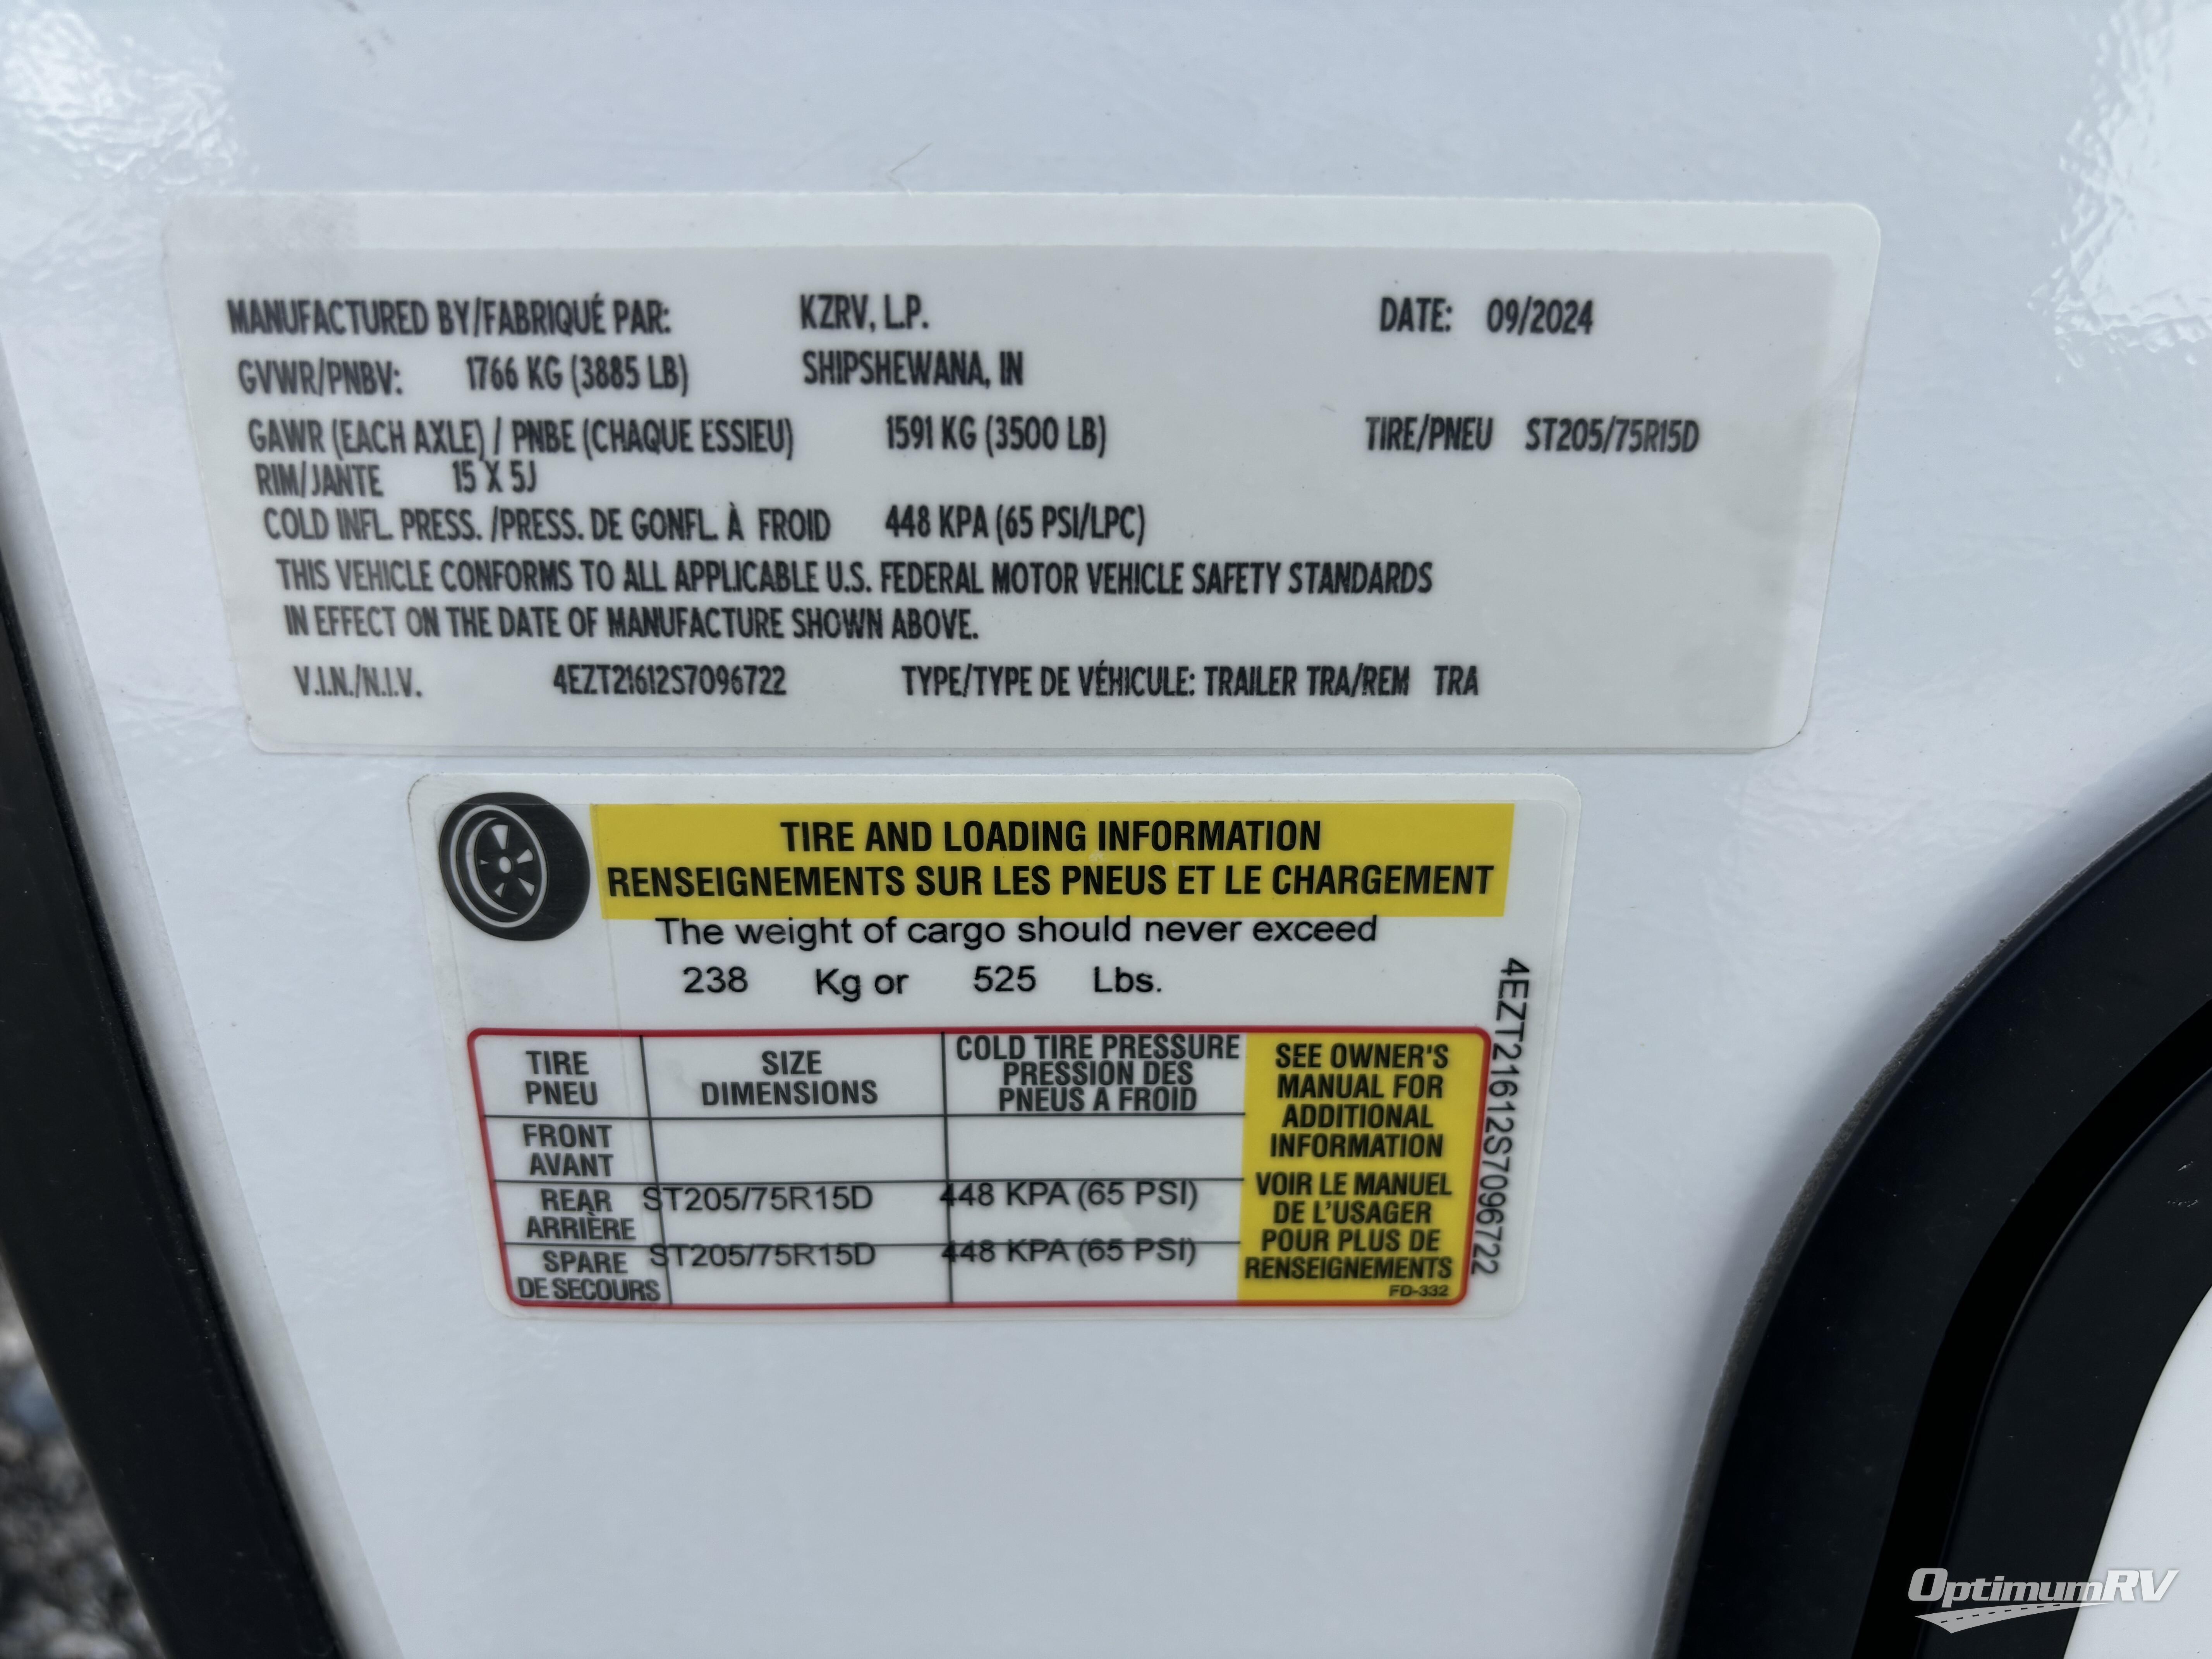 MANUFACTURED BY/FABRIQUÉ PAR: KZRV, L.P. DATE: 09/2024
GVWR/PNBV: 1766 KG (3885 LB) SHIPSHEWANA, IN
GAWR (EACH AXLE) / PNBE (CHAQUE ESSIEU) 1591 KG (3500 LB) TIRE/PNEU ST205/75R15D
RIM/JANTE 15 X 5J
COLD INFL. PRESS. /PRESS. DE GONFL. À FROID 448 KPA (65 PSI/LPC)
THIS VEHICLE CONFORMS TO ALL APPLICABLE U.S. FEDERAL MOTOR VEHICLE SAFETY STANDARDS
IN EFFECT ON THE DATE OF MANUFACTURE SHOWN ABOVE.
V.I.N./N.I.V. 4EZT21612S7096722 TYPE/TYPE DE VÉHICULE: TRAILER TRA/REM TRA
TIRE AND LOADING INFORMATION
RENSEIGNEMENTS SUR LES PNEUS ET LE CHARGEMENT
The weight of cargo should never exceed
238 Kg or 525 Lbs.
TIRE
PNEU
SIZE
DIMENSIONS
COLD TIRE PRESSURE
PRESSION DES
PNEUS A FROID
FRONT
AVANT
REAR
ARRIÈRE
ST205/75R15D
448 KPA (65 PSI)
SPARE
DE SECOURS
ST205/75R15D
448 KPA (65 PSI)
SEE OWNER'S
MANUAL FOR
ADDITIONAL
INFORMATION
VOIR LE MANUEL
DE L'USAGER
POUR PLUS DE
RENSEIGNEMENTS
FD-332
4EZT21612S7096722
OptimumRV